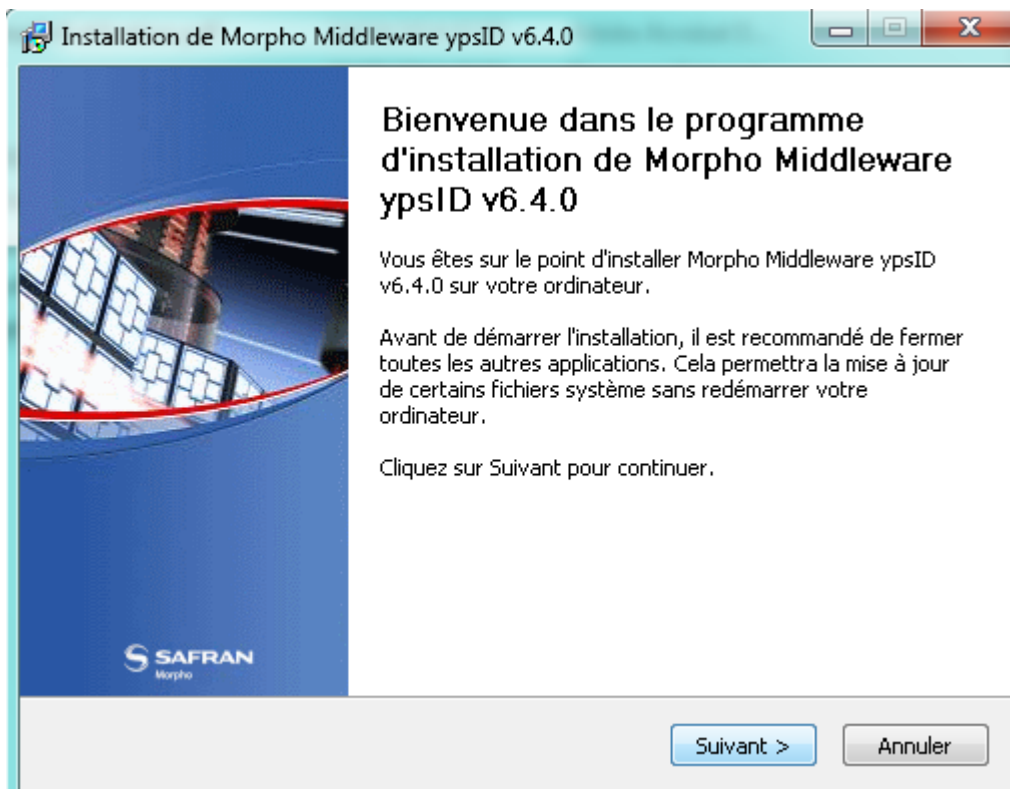 Installation de Morpho Middleware ypsID v6.4.0
Bienvenue dans le programme
d'installation de Morpho Middleware
ypsID v6.4.0
Vous êtes sur le point d'installer Morpho Middleware ypsID
v6.4.0 sur votre ordinateur.
Avant de démarrer l'installation, il est recommandé de fermer
toutes les autres applications. Cela permettra la mise à jour
de certains fichiers système sans redémarrer votre
ordinateur.
Cliquez sur Suivant pour continuer.
SAFRAN
Morpho
Suivant >
Annuler